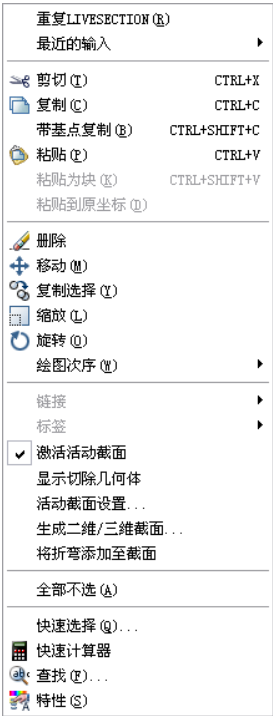 重复LIVESECTION(R)
最近的输入
剪切(T) CTRL+X
复制(C) CTRL+C
带基点复制(B) CTRL+SHIFT+C
粘贴(P) CTRL+V
粘贴为块(K) CTRL+SHIFT+V
粘贴到原坐标(D)
删除
移动(M)
复制选择(Y)
缩放(L)
旋转(O)
绘图次序(W)
链接
标签
激活活动截面
显示切除几何体
活动截面设置...
生成二维/三维截面...
将折弯添加至截面
全部不选(A)
快速选择(Q)...
快速计算器
abc 查找(F)...
特性(S)